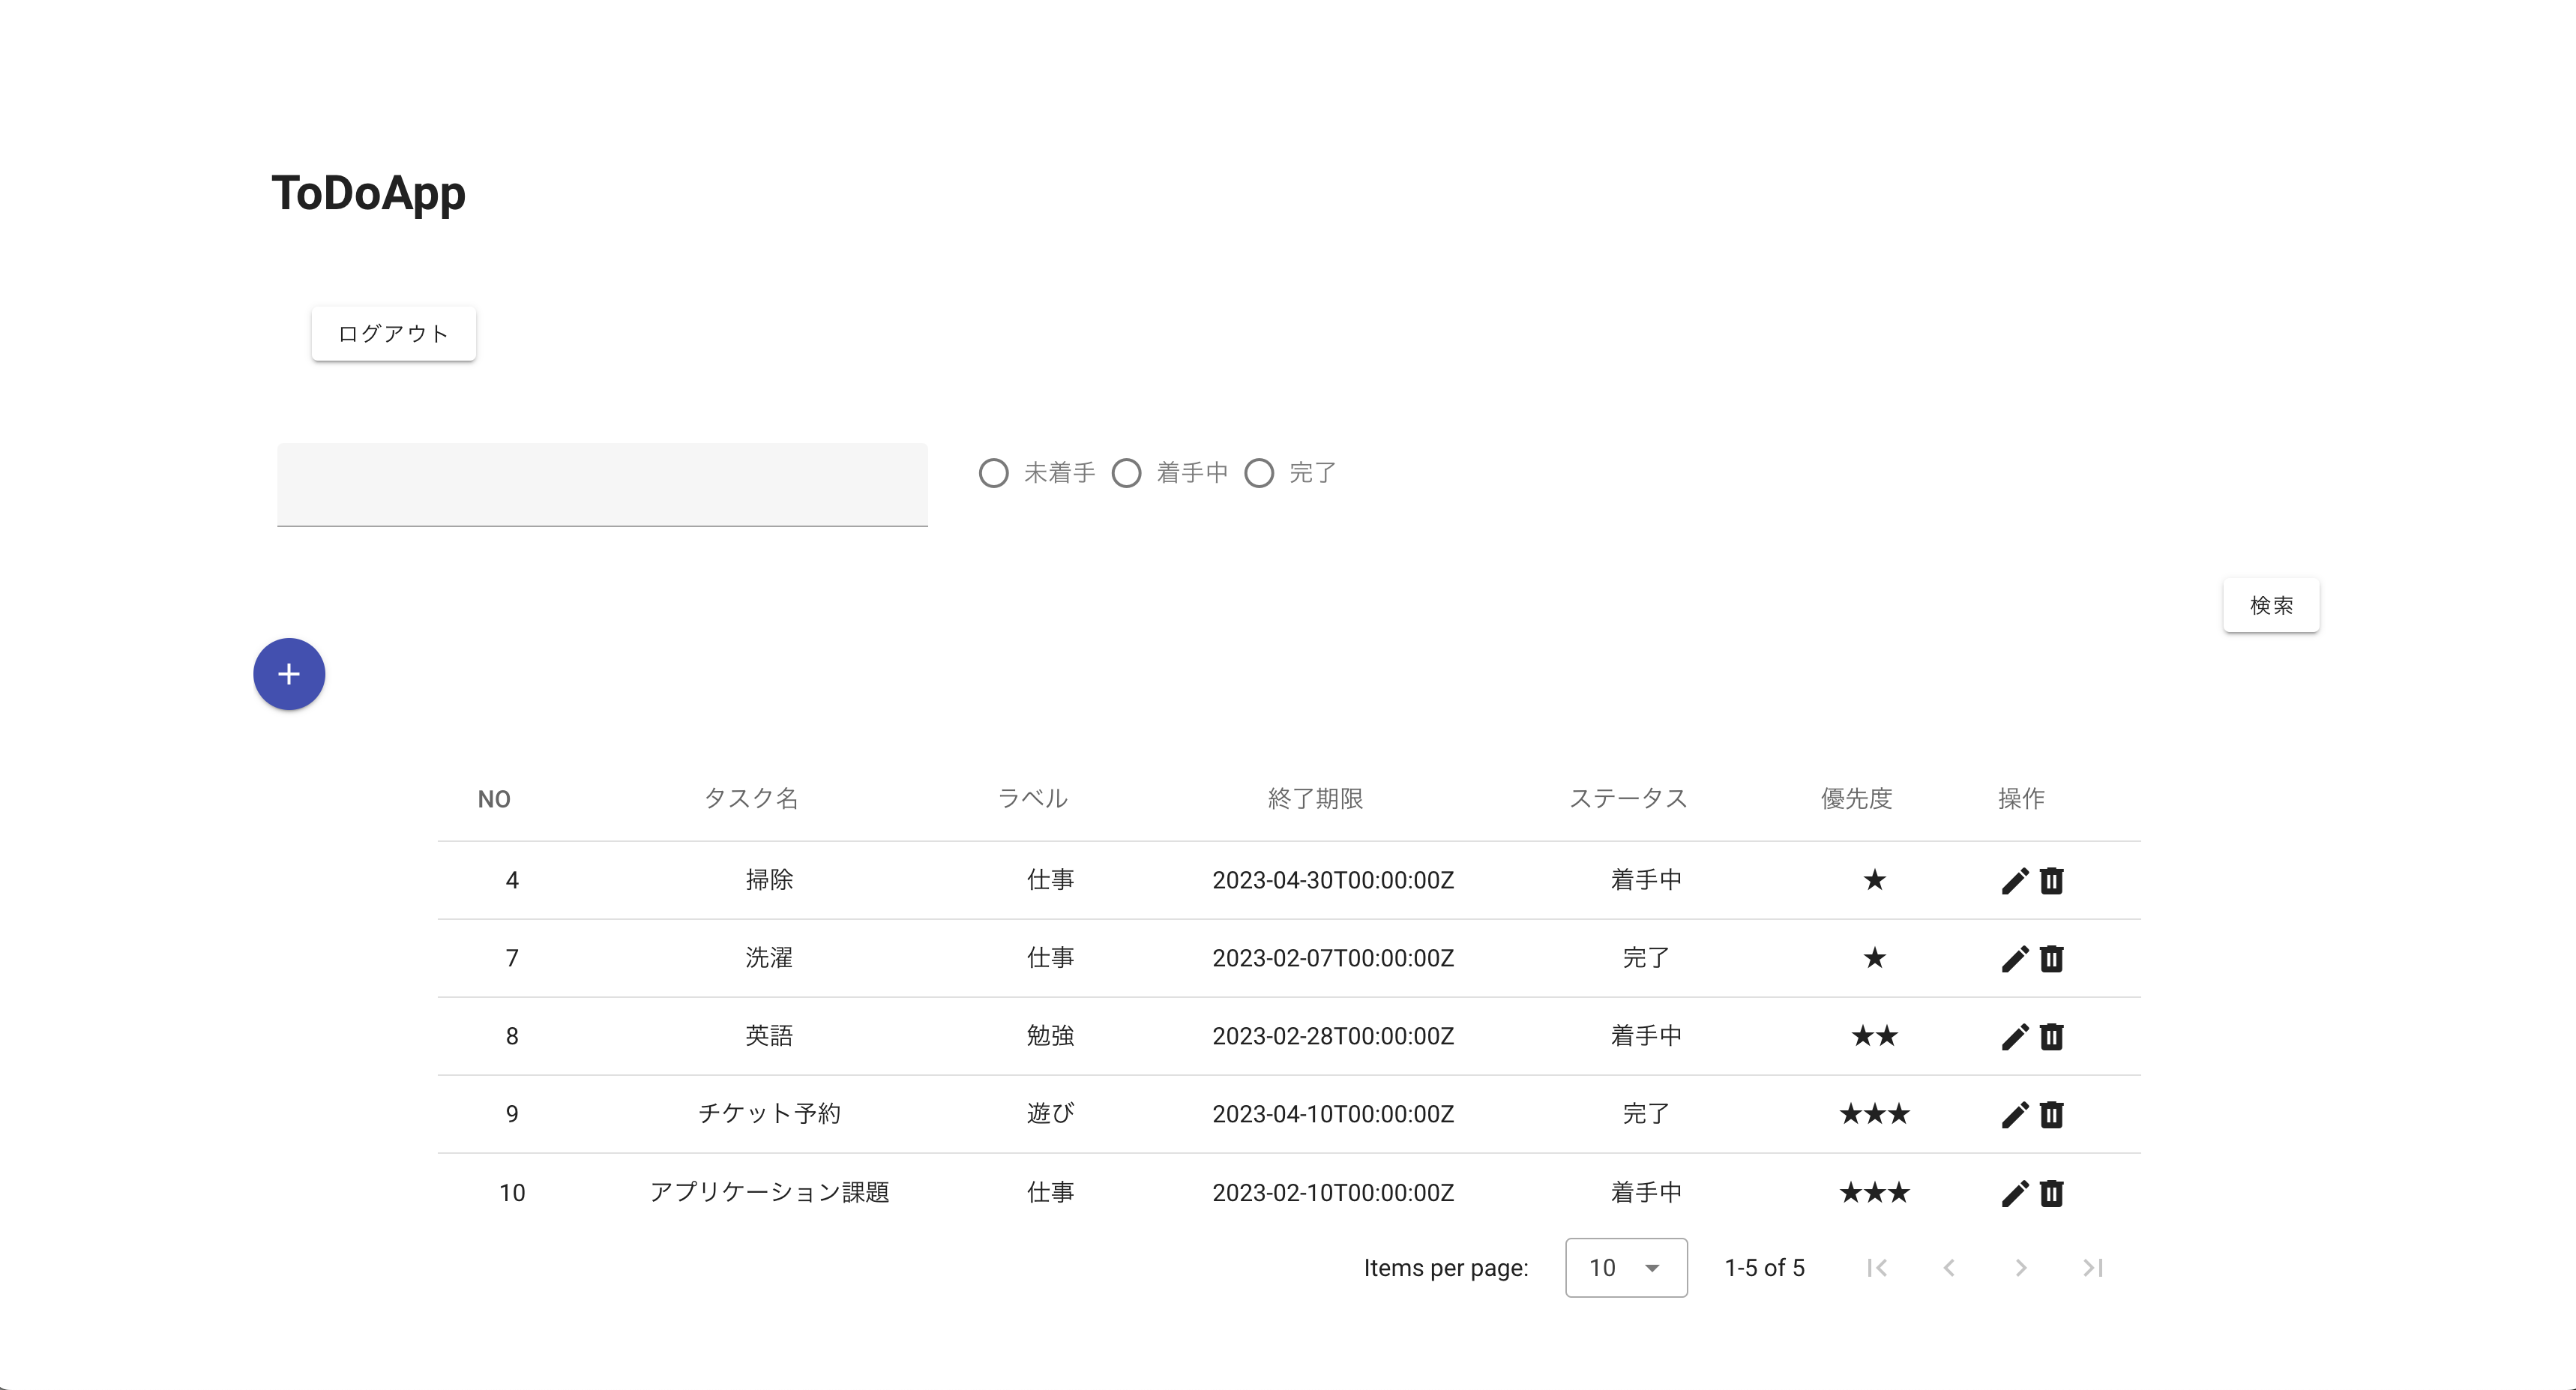 ToDoApp
ログアウト
未着手 着手中 完了
検索
+
NO タスク名 ラベル 終了期限 ステータス 優先度 操作
4 掃除 仕事 2023-04-30T00:00:00Z 着手中 ★
7 洗濯 仕事 2023-02-07T00:00:00Z 完了 ★
8 英語 勉強 2023-02-28T00:00:00Z 着手中 ★★
9 チケット予約 遊び 2023-04-10T00:00:00Z 完了 ★★★
10 アプリケーション課題 仕事 2023-02-10T00:00:00Z 着手中 ★★★
Items per page: 10 1-5 of 5